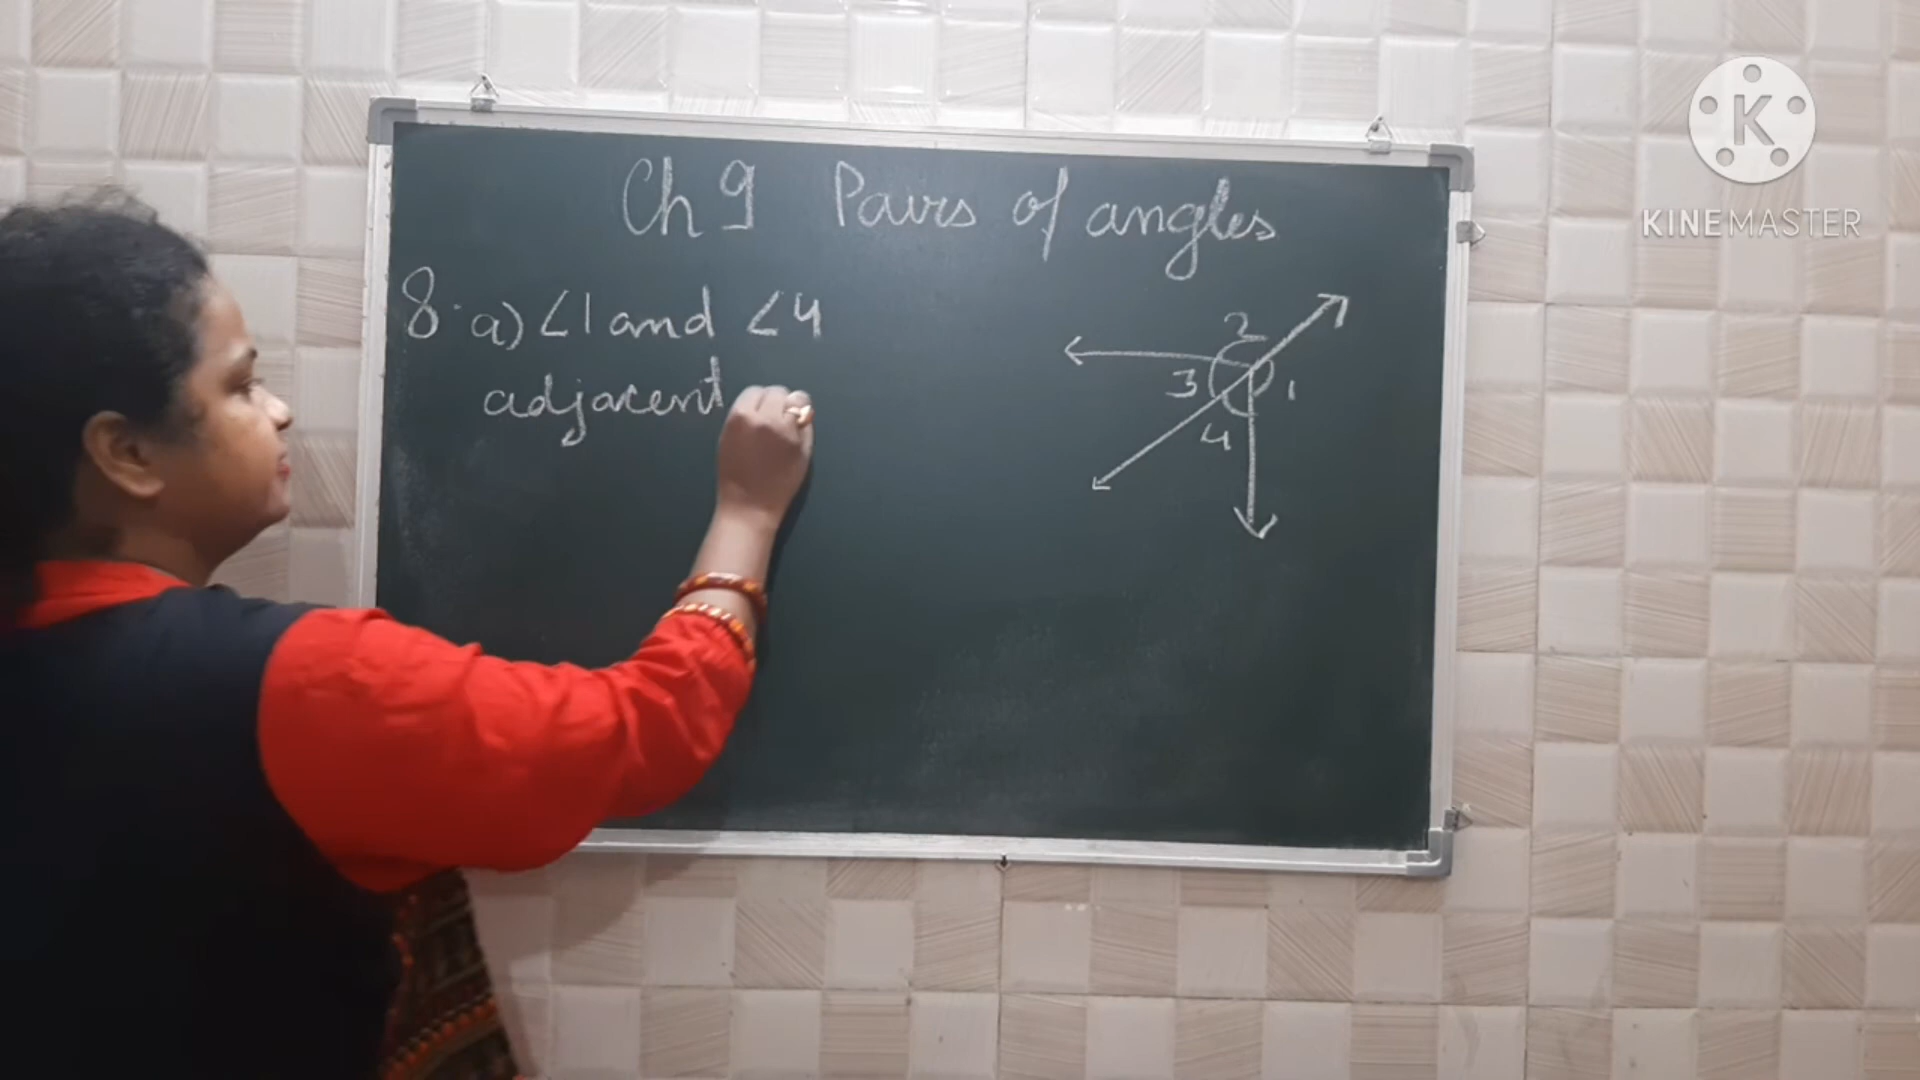 Ch 9 Pairs of angles
8. a) ∠1 and ∠4
adjacent
2
3
1
4
K
KINEMASTER